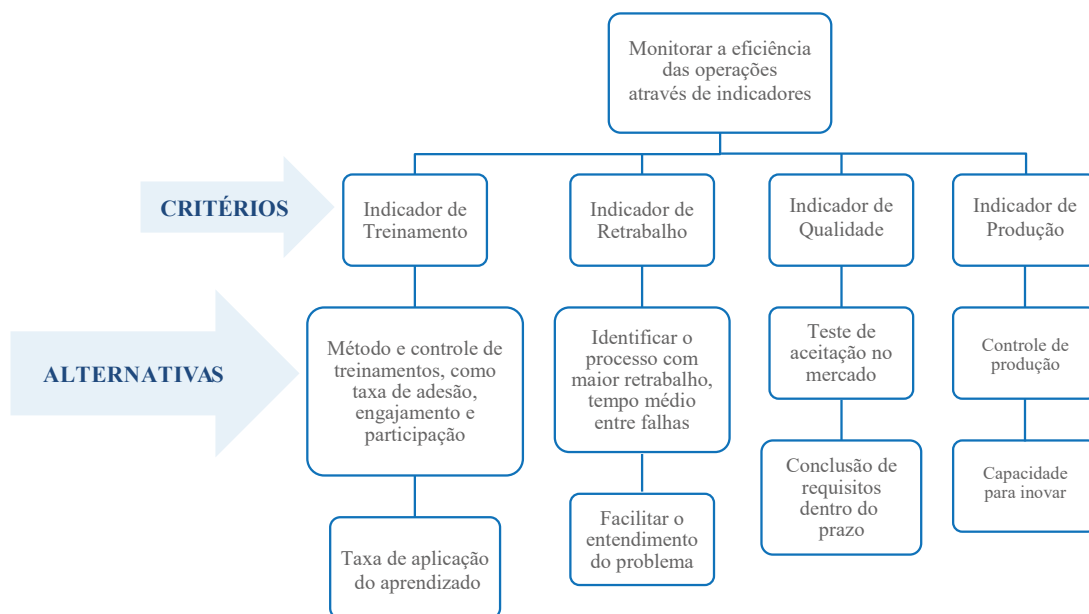 Monitorar a eficiência
das operações
através de indicadores
CRITÉRIOS
Indicador de
Treinamento
Indicador de
Retrabalho
Indicador de
Qualidade
Indicador de
Produção
ALTERNATIVAS
Método e controle de
treinamentos, como
taxa de adesão,
engajamento e
participação
Identificar o
processo com
maior retrabalho,
tempo médio
entre falhas
Teste de
aceitação no
mercado
Controle de
produção
Taxa de aplicação
do aprendizado
Facilitar o
entendimento
do problema
Conclusão de
requisitos
dentro do
prazo
Capacidade
para inovar